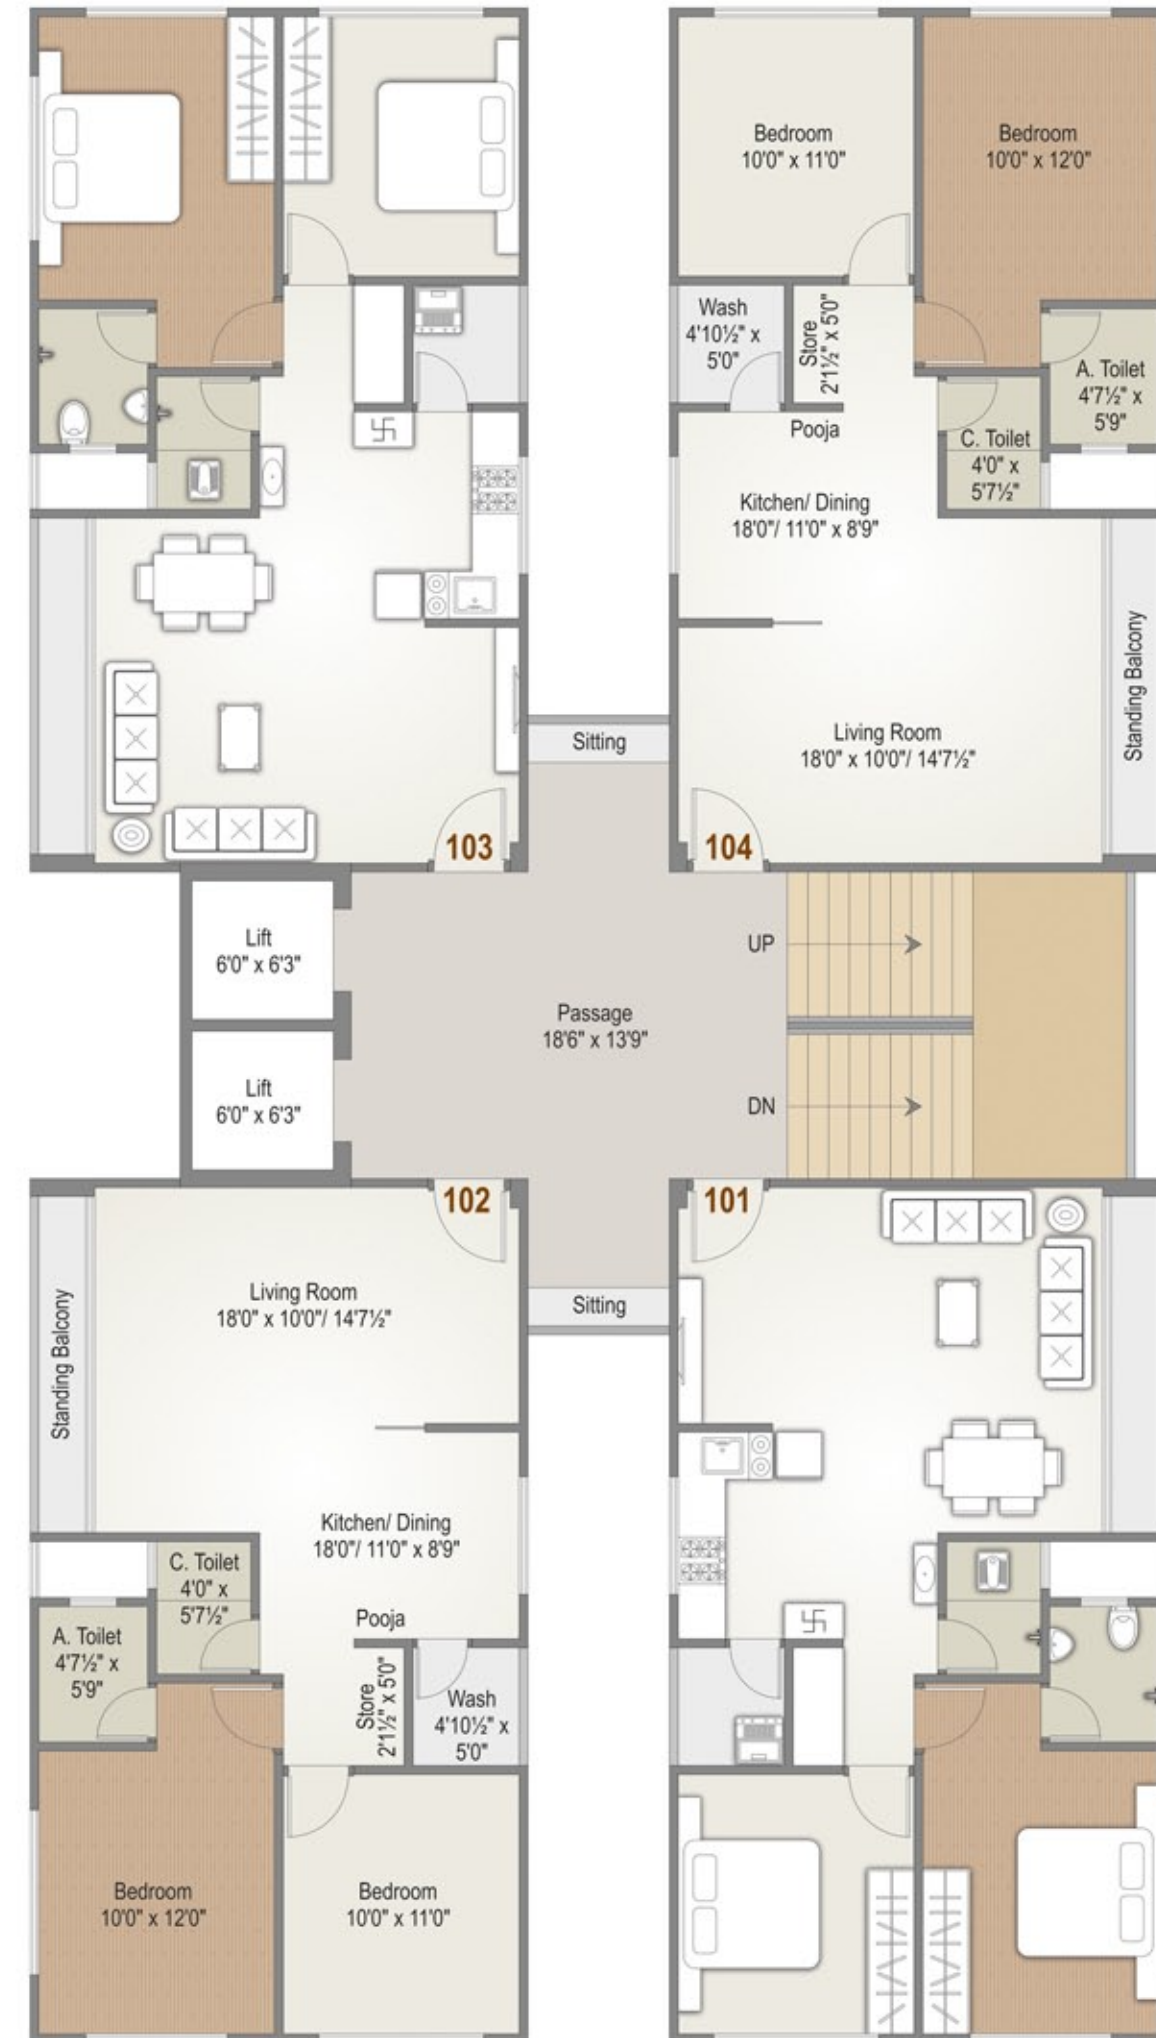 Bedroom
10'0" x 11'0"
Bedroom
10'0" x 12'0"
Wash
4'10½" x
5'0"
Store
2'1½" x 5'0"
A. Toilet
4'7½" x
5'9"
Pooja
C. Toilet
4'0" x
5'7½"
Kitchen/ Dining
18'0"/ 11'0" x 8'9"
Standing Balcony
Sitting
Living Room
18'0" x 10'0"/ 14'7½"
103
104
Lift
6'0" x 6'3"
UP
Passage
18'6" x 13'9"
Lift
6'0" x 6'3"
DN
102
101
Living Room
18'0" x 10'0"/ 14'7½"
Sitting
Standing Balcony
Kitchen/ Dining
18'0"/ 11'0" x 8'9"
C. Toilet
4'0" x
5'7½"
Pooja
A. Toilet
4'7½" x
5'9"
Store
2'1½" x 5'0"
Wash
4'10½" x
5'0"
Bedroom
10'0" x 12'0"
Bedroom
10'0" x 11'0"